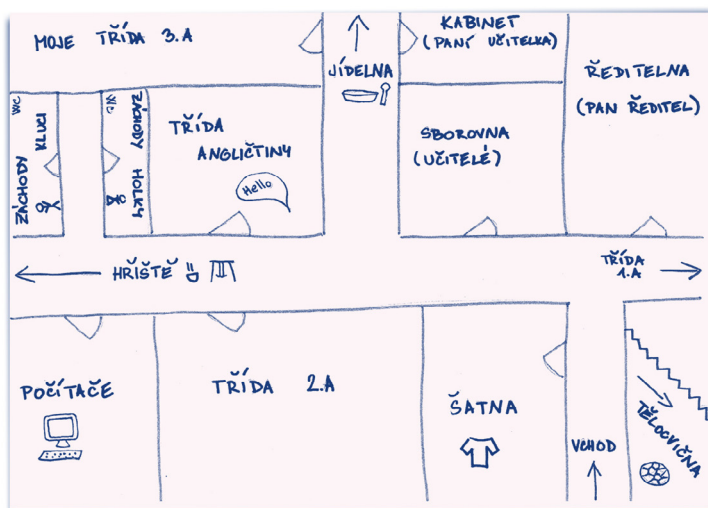 MOJE TŘÍDA 3.A
JÍDELNA
KABINET
(PANÍ UČITELKA)
ŘEDITELNA
(PAN ŘEDITEL)
WC
ZÁCHODY KLUCI
WC
ZÁCHODY HOLKY
TŘÍDA
ANGLIČTINY
Hello
SBOROVNA
(UČITELÉ)
HŘIŠTĚ
TŘÍDA
1.A
POČÍTAČE
TŘÍDA 2.A
ŠATNA
VCHOD
TĚLOCVIČNA